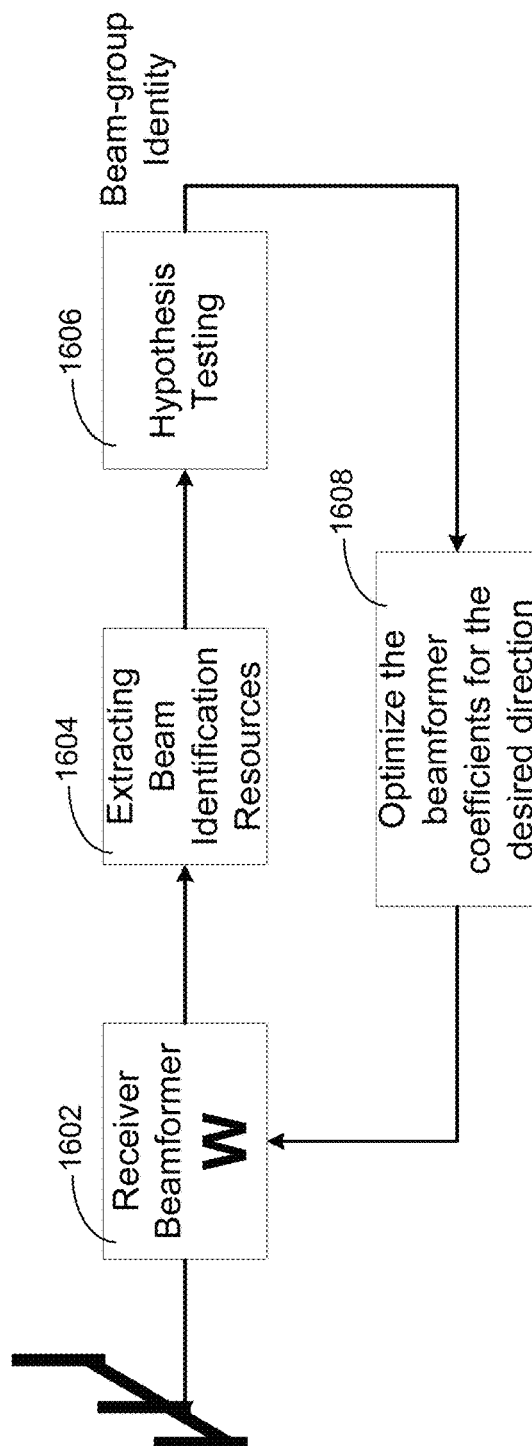 1602
Receiver
Beamformer
W
1604
Extracting
Beam
Identification
Resources
1606
Hypothesis
Testing
Beam-group
Identity
1608
Optimize the
beamformer
coefficients for the
desired direction